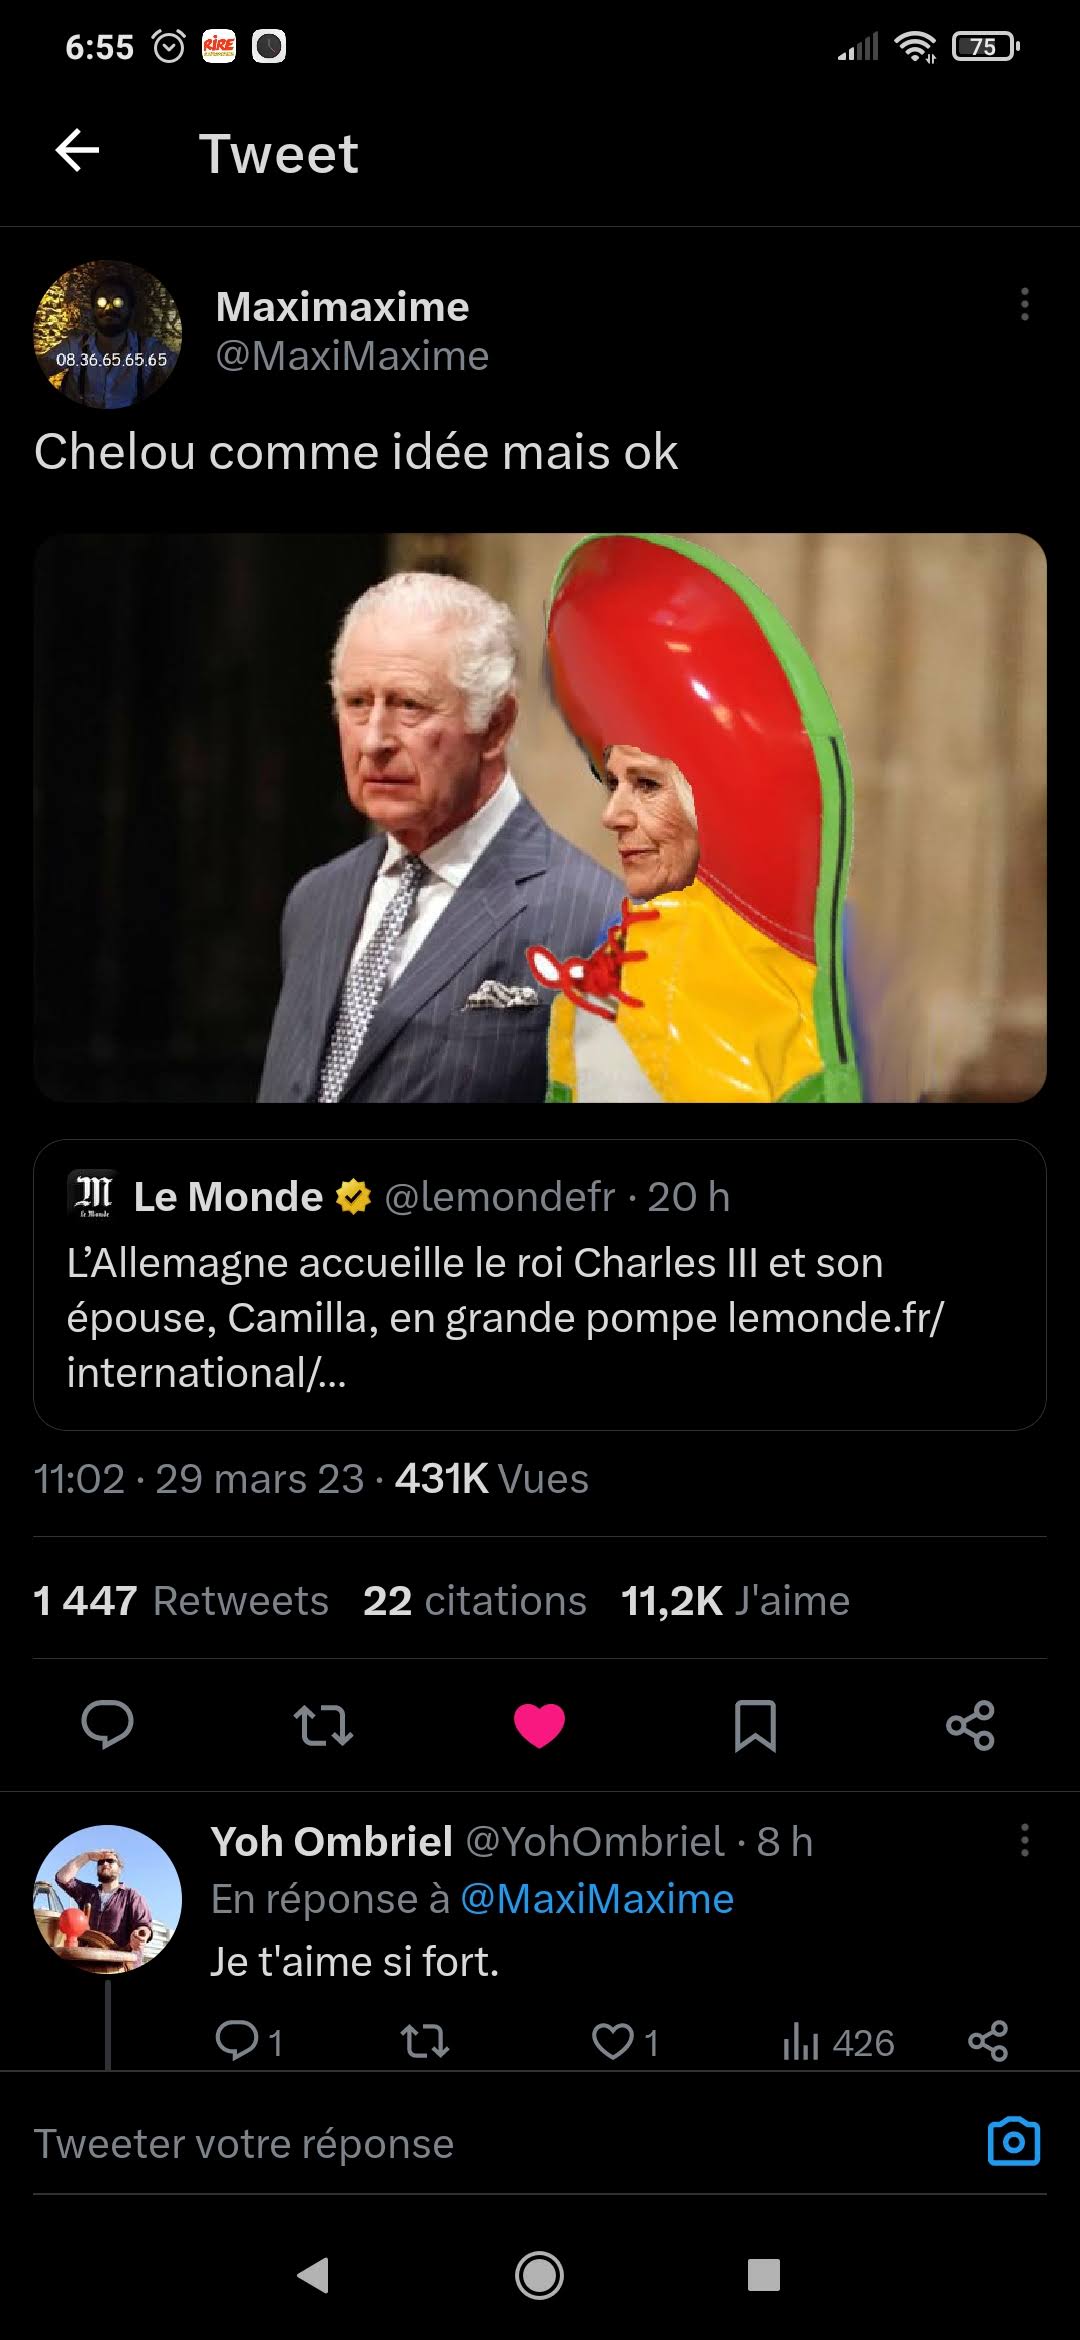 6:55
RIRE
75
Tweet
Maximaxime
@MaxiMaxime
08.36.65.65.65
Chelou comme idée mais ok
Le Monde @lemondefr · 20 h
L’Allemagne accueille le roi Charles III et son
épouse, Camilla, en grande pompe lemonde.fr/
international/...
11:02 · 29 mars 23 · 431K Vues
1 447 Retweets 22 citations 11,2K J'aime
Yoh Ombriel @YohOmbriel · 8 h
En réponse à @MaxiMaxime
Je t'aime si fort.
1 1 426
Tweeter votre réponse